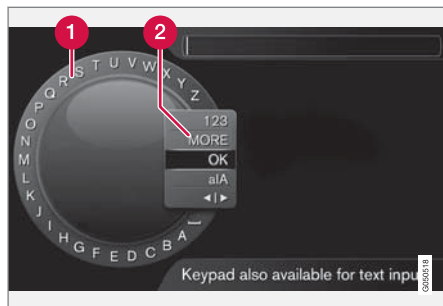 1
2
A B C D E F G H I J K L M N O P Q R S T U V W X Y Z
123
MORE
OK
a|A
◄|►
Keypad also available for text inpu
G050518